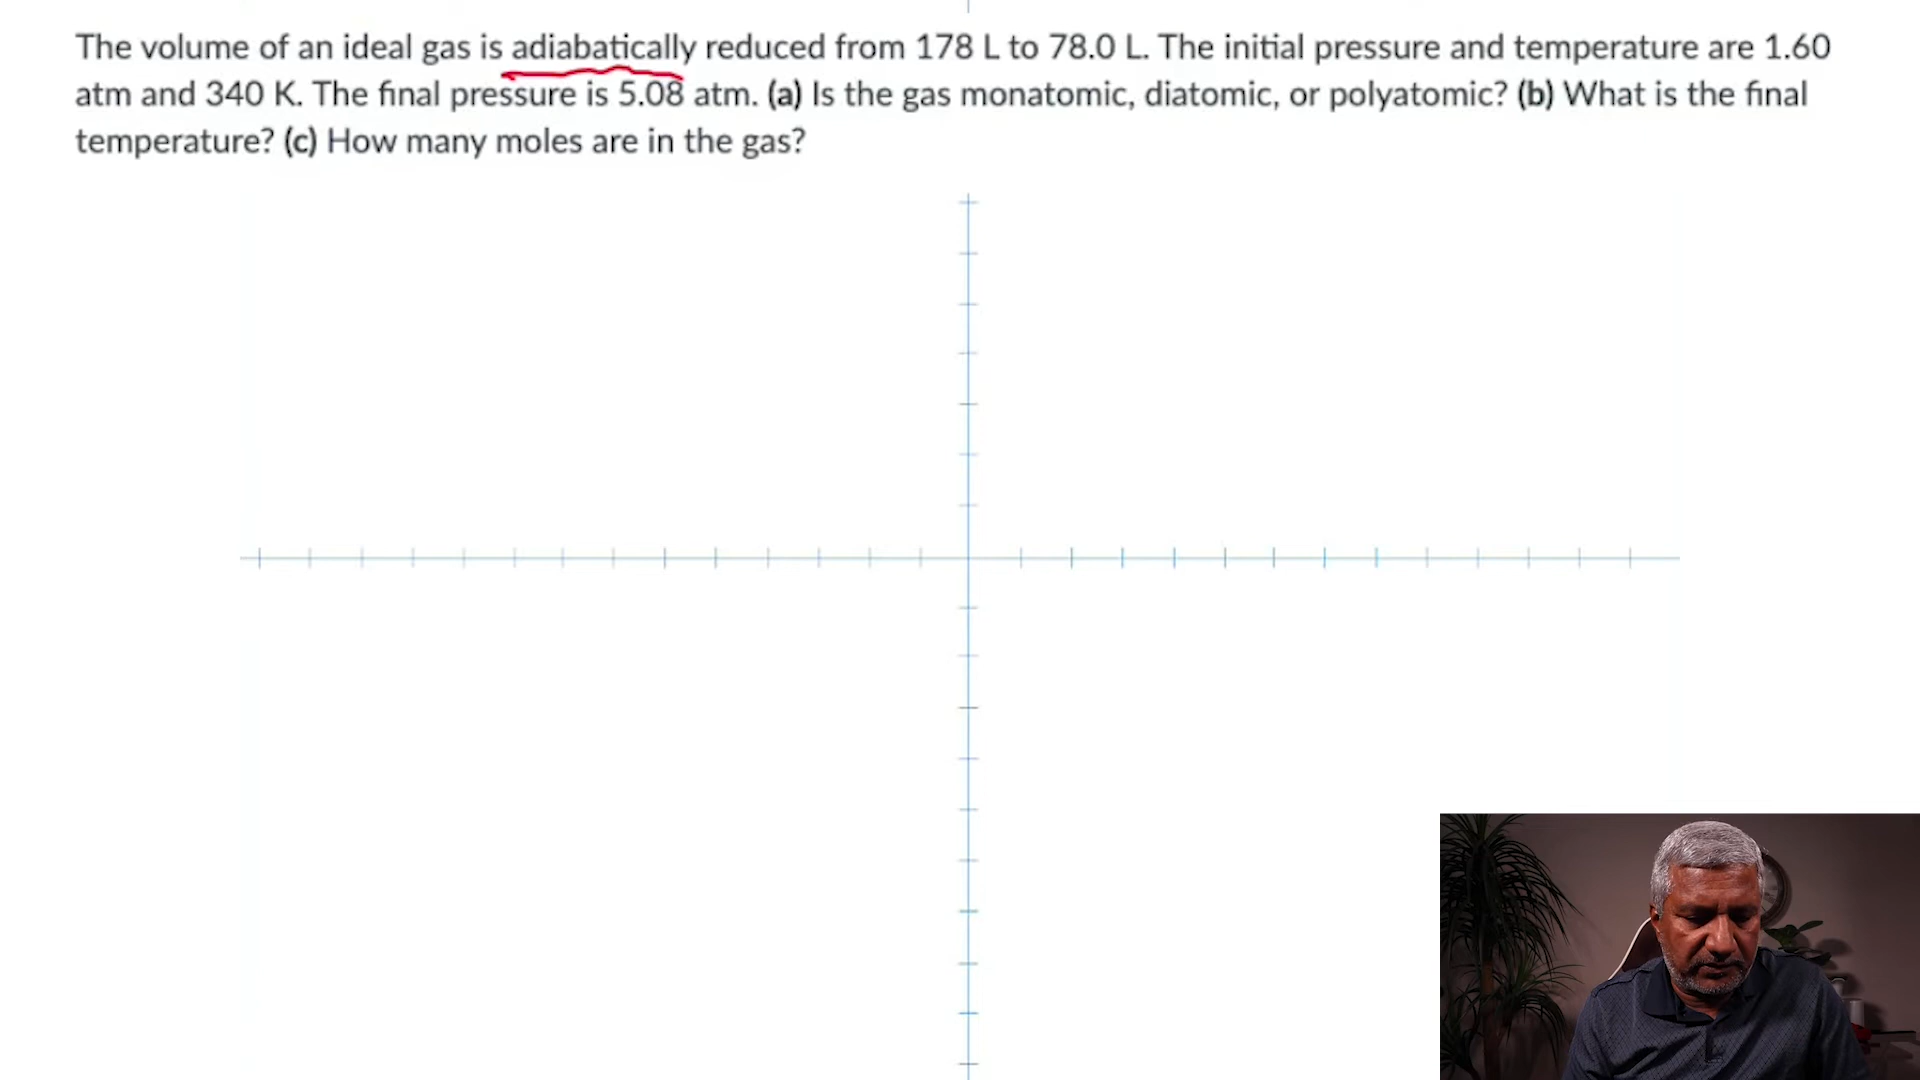 The volume of an ideal gas is adiabatically reduced from 178 L to 78.0 L. The initial pressure and temperature are 1.60
atm and 340 K. The final pressure is 5.08 atm. (a) Is the gas monatomic, diatomic, or polyatomic? (b) What is the final
temperature? (c) How many moles are in the gas?